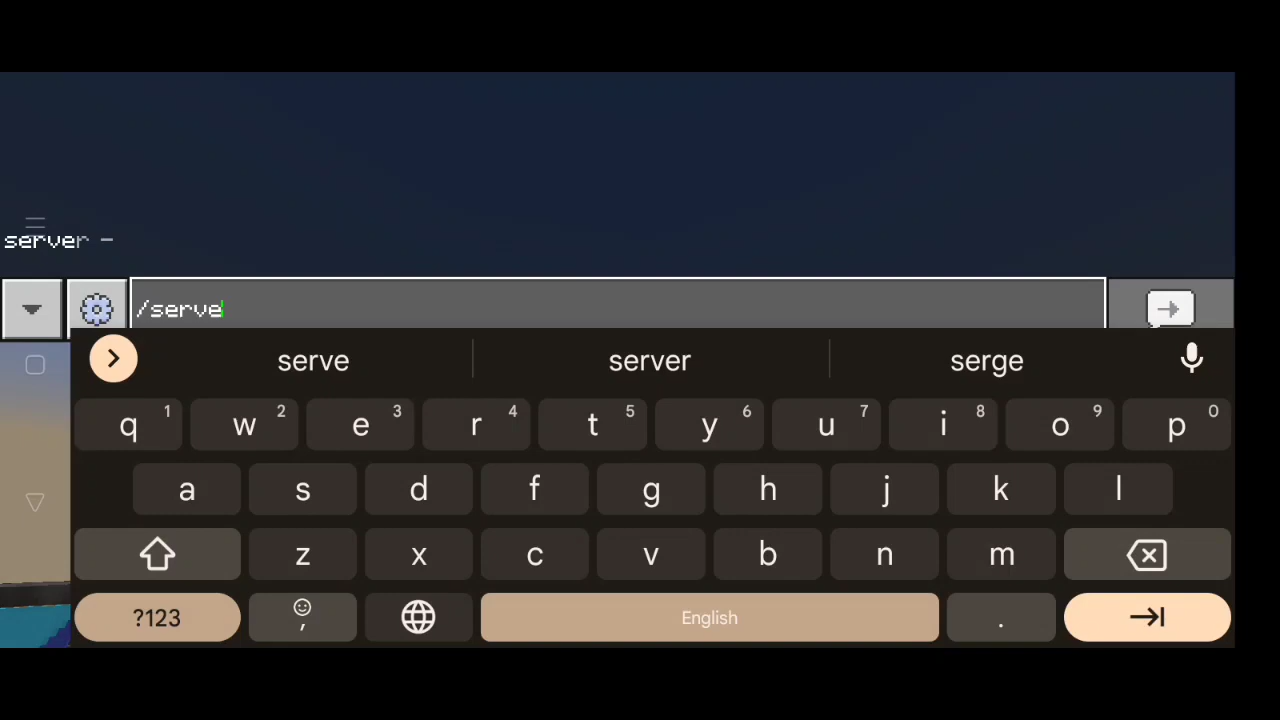 server -
/serve
serve server serge
q 1 w 2 e 3 r 4 t 5 y 6 u 7 i 8 o 9 p 0
a s d f g h j k l
z x c v b n m
?123 , English .